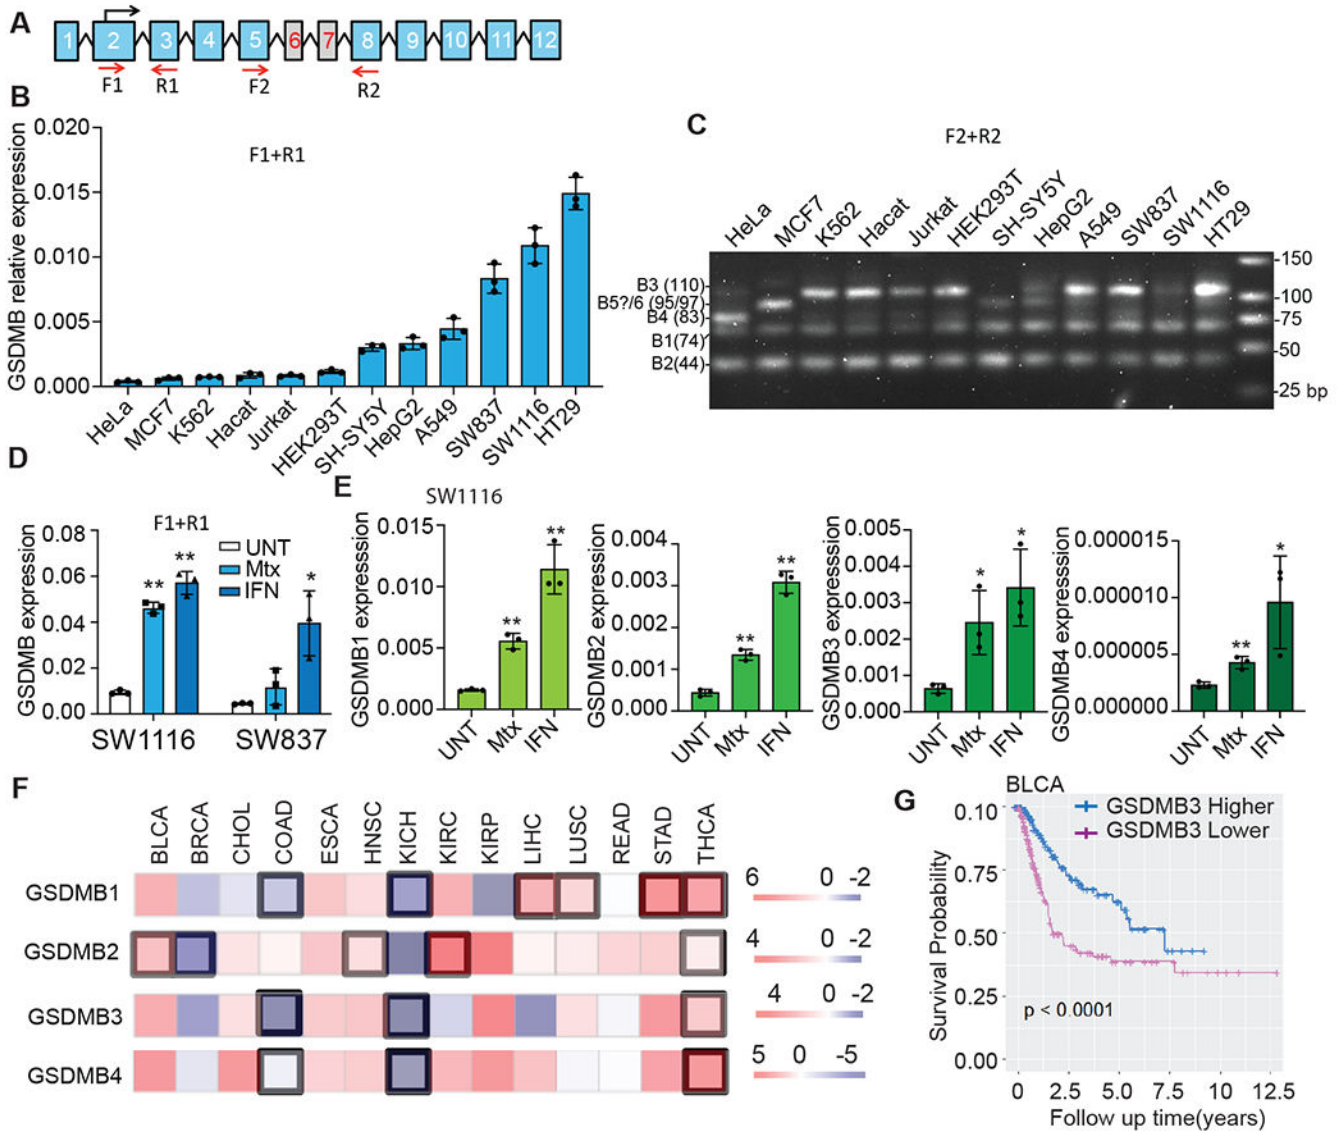 A
1 2 3 4 5 6 7 8 9 10 11 12
F1 R1 F2 R2
B
F1+R1
GSDMB relative expression
0.020
0.015
0.010
0.005
0.000
HeLa MCF7 K562 Hacat Jurkat HEK293T SH-SY5Y HepG2 A549 SW837 SW1116 HT29
C
F2+R2
HeLa MCF7 K562 Hacat Jurkat HEK293T SH-SY5Y HepG2 A549 SW837 SW1116 HT29
B3 (110)
B5?/6 (95/97)
B4 (83)
B1(74)
B2(44)
-150
-100
-75
-50
-25 bp
D
F1+R1
GSDMB expression
0.08
0.06
0.04
0.02
0.00
UNT
Mtx
IFN
** ** *
SW1116 SW837
E
SW1116
GSDMB1 expression
0.015
0.010
0.005
0.000
** **
UNT Mtx IFN
GSDMB2 expression
0.004
0.003
0.002
0.001
0.000
** **
UNT Mtx IFN
GSDMB3 expression
0.005
0.004
0.003
0.002
0.001
0.000
* *
UNT Mtx IFN
GSDMB4 expression
0.000015
0.000010
0.000005
0.000000
** *
UNT Mtx IFN
F
BLCA BRCA CHOL COAD ESCA HNSC KICH KIRC KIRP LIHC LUSC READ STAD THCA
GSDMB1
6 0 -2
GSDMB2
4 0 -2
GSDMB3
4 0 -2
GSDMB4
5 0 -5
G
BLCA
GSDMB3 Higher
GSDMB3 Lower
Survival Probability
0.10
0.75
0.50
0.25
0.00
p < 0.0001
0 2.5 5.0 7.5 10 12.5
Follow up time(years)